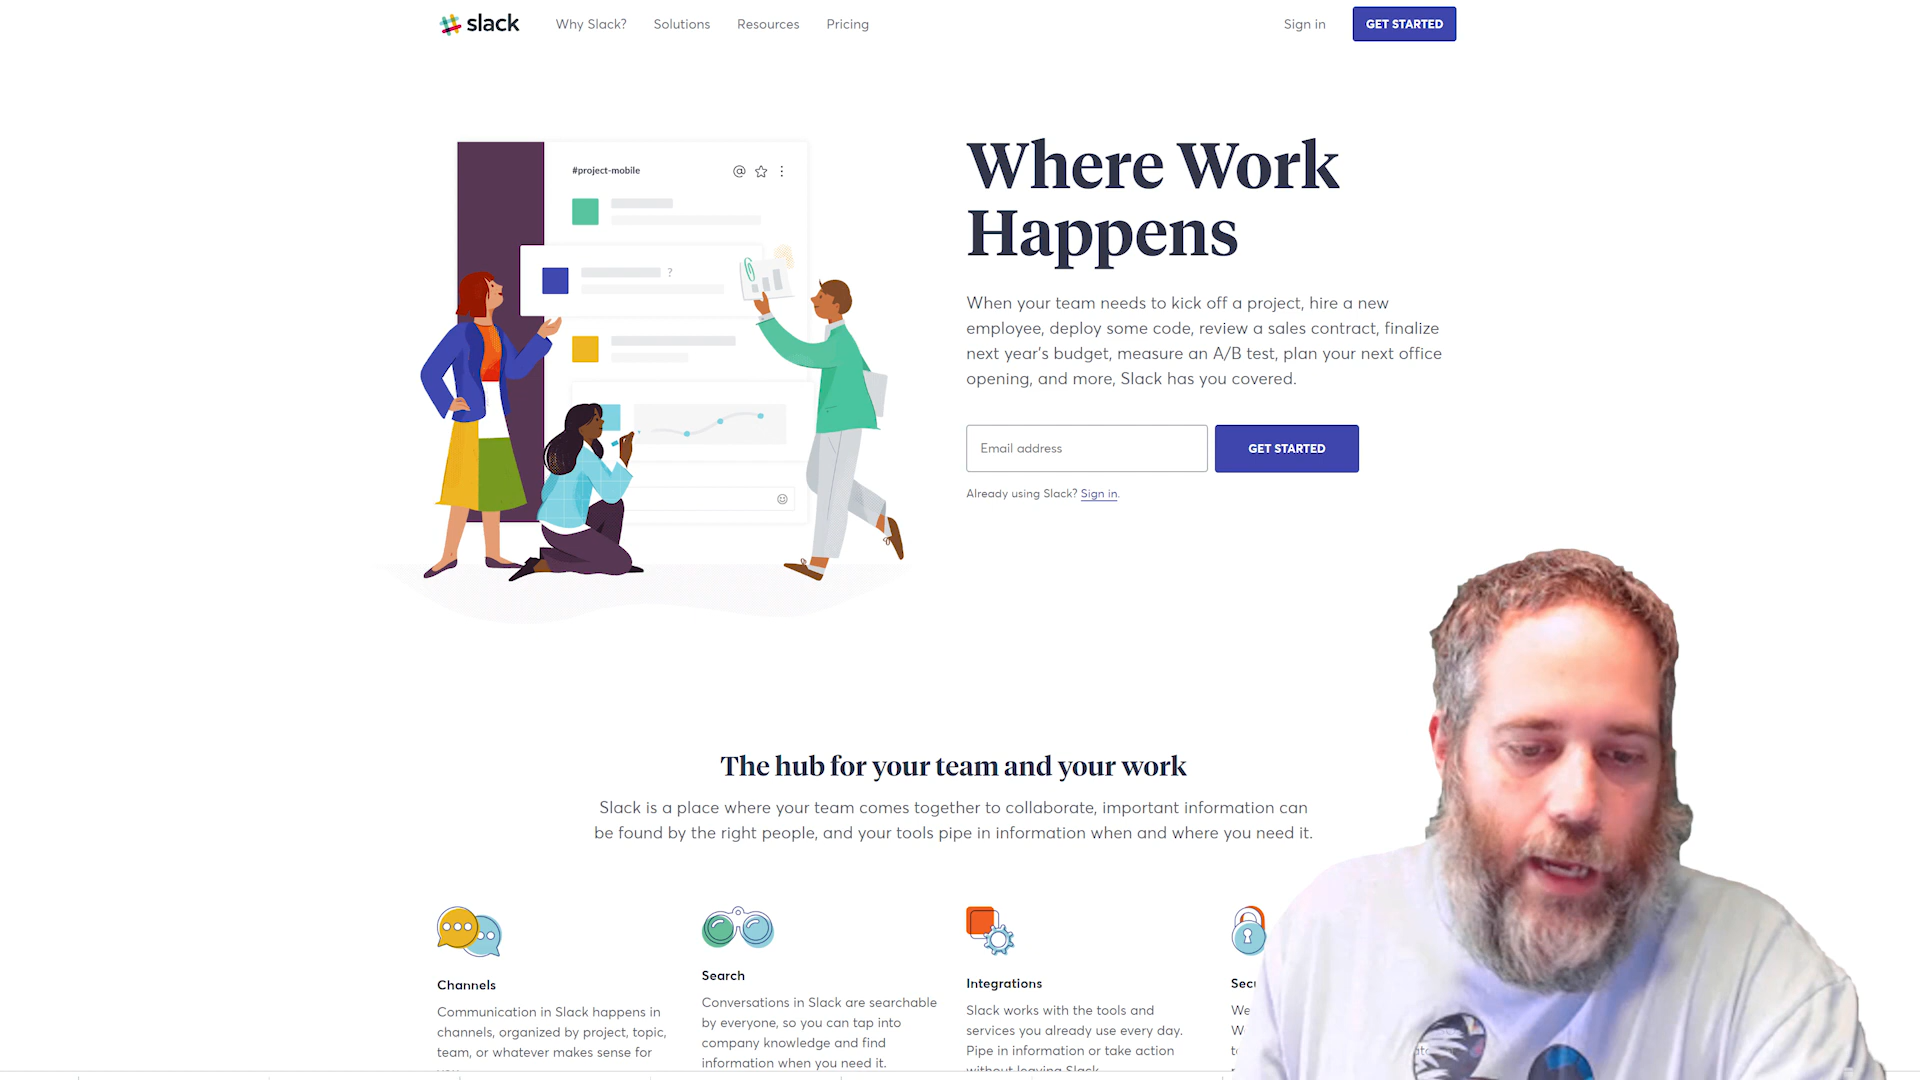 slack
Why Slack? Solutions Resources Pricing
Sign in
GET STARTED
#project-mobile
?
Where Work
Happens
When your team needs to kick off a project, hire a new
employee, deploy some code, review a sales contract, finalize
next year's budget, measure an A/B test, plan your next office
opening, and more, Slack has you covered.
Email address
GET STARTED
Already using Slack? Sign in.
The hub for your team and your work
Slack is a place where your team comes together to collaborate, important information can
be found by the right people, and your tools pipe in information when and where you need it.
Channels
Communication in Slack happens in
channels, organized by project, topic,
team, or whatever makes sense for
Search
Conversations in Slack are searchable
by everyone, so you can tap into
company knowledge and find
information when you need it.
Integrations
Slack works with the tools and
services you already use every day.
Pipe in information or take action
without leaving Slack.
We